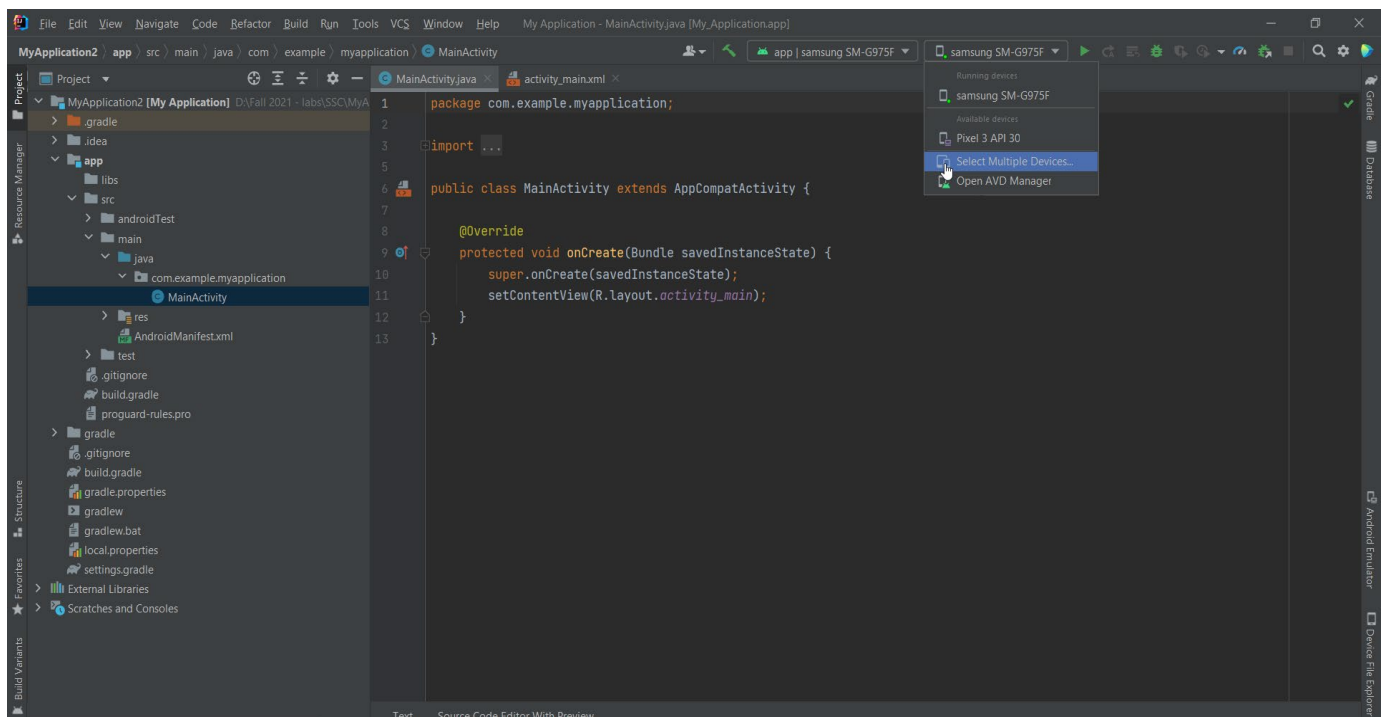 File Edit View Navigate Code Refactor Build Run Tools VCS Window Help My Application - MainActivity.java [My_Application.app]
MyApplication2 app src main java com example myapplication MainActivity
app | samsung SM-G975F
samsung SM-G975F
Running devices
samsung SM-G975F
Available devices
Pixel 3 API 30
Select Multiple Devices...
Open AVD Manager
Project
MyApplication2 [My Application] D:\Fall 2021 - labs\SSC\MyA
.gradle
.idea
app
libs
src
androidTest
main
java
com.example.myapplication
MainActivity
res
AndroidManifest.xml
test
.gitignore
build.gradle
proguard-rules.pro
gradle
.gitignore
build.gradle
gradle.properties
gradlew
gradlew.bat
local.properties
settings.gradle
External Libraries
Scratches and Consoles
MainActivity.java
activity_main.xml
1 package com.example.myapplication;
2
3 import ...
5
6 public class MainActivity extends AppCompatActivity {
7
8 @Override
9 protected void onCreate(Bundle savedInstanceState) {
10 super.onCreate(savedInstanceState);
11 setContentView(R.layout.activity_main);
12 }
13 }
Text Source Code Editor With Preview
Project
Resource Manager
Structure
Favorites
Build Variants
Gradle
Database
Android Emulator
Device File Explorer